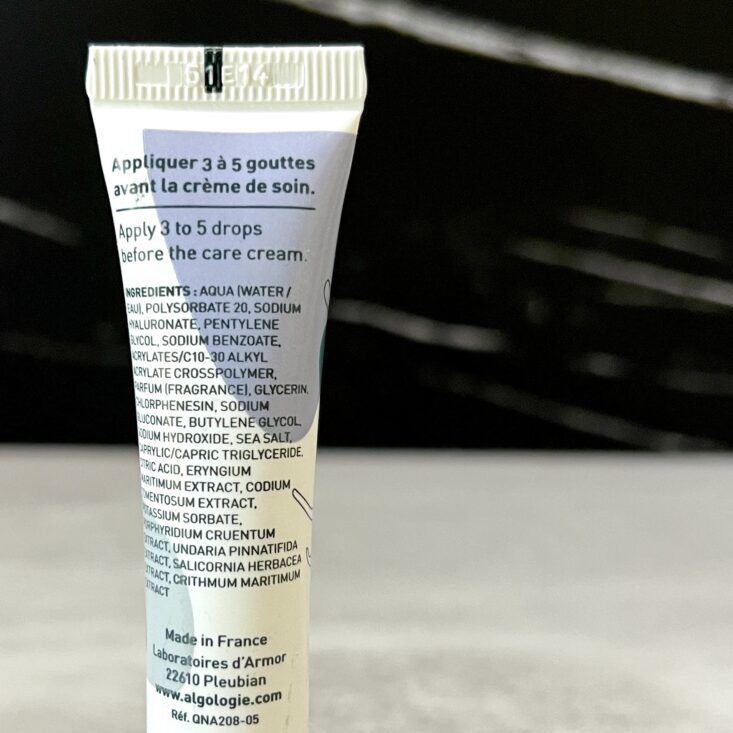 51E14
Appliquer 3 à 5 gouttes
avant la crème de soin.
Apply 3 to 5 drops
before the care cream.
INGREDIENTS : AQUA (WATER /
EAU), POLYSORBATE 20, SODIUM
HYALURONATE, PENTYLENE
GLYCOL, SODIUM BENZOATE,
ACRYLATES/C10-30 ALKYL
ACRYLATE CROSSPOLYMER,
PARFUM (FRAGRANCE), GLYCERIN,
CHLORPHENESIN, SODIUM
GLUCONATE, BUTYLENE GLYCOL,
SODIUM HYDROXIDE, SEA SALT,
CAPRYLIC/CAPRIC TRIGLYCERIDE,
CITRIC ACID, ERYNGIUM
MARITIMUM EXTRACT, CODIUM
TOMENTOSUM EXTRACT,
POTASSIUM SORBATE,
PORPHYRIDIUM CRUENTUM
EXTRACT, UNDARIA PINNATIFIDA
EXTRACT, SALICORNIA HERBACEA
EXTRACT, CRITHMUM MARITIMUM
EXTRACT
Made in France
Laboratoires d'Armor
22610 Pleubian
www.algologie.com
Réf. QNA208-05